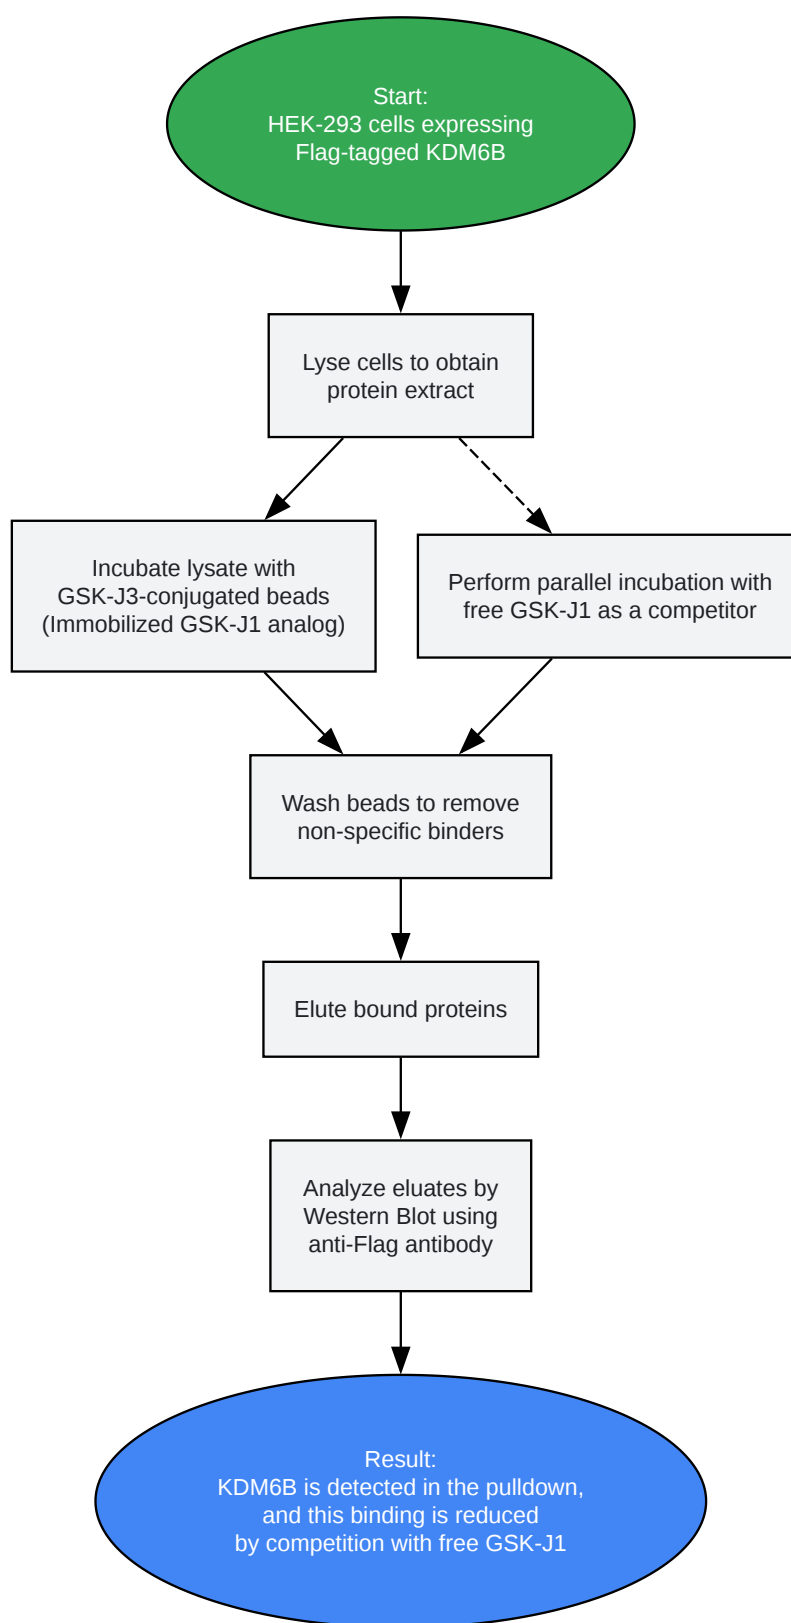 Start:
HEK-293 cells expressing
Flag-tagged KDM6B
Lyse cells to obtain
protein extract
Incubate lysate with
GSK-J3-conjugated beads
(Immobilized GSK-J1 analog)
Perform parallel incubation with
free GSK-J1 as a competitor
Wash beads to remove
non-specific binders
Elute bound proteins
Analyze eluates by
Western Blot using
anti-Flag antibody
Result:
KDM6B is detected in the pulldown,
and this binding is reduced
by competition with free GSK-J1